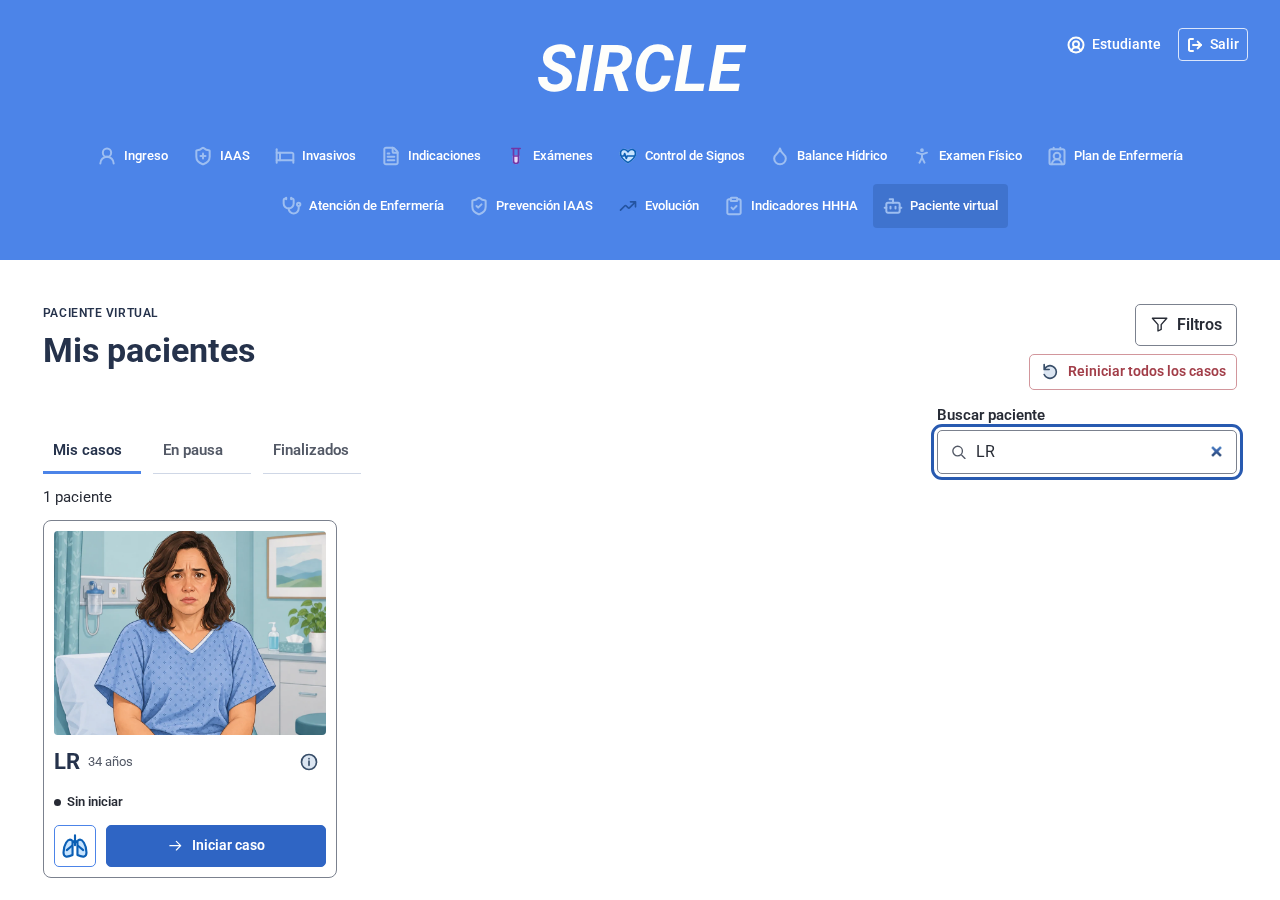 SIRCLE
Estudiante
Salir
Ingreso
IAAS
Invasivos
Indicaciones
Exámenes
Control de Signos
Balance Hídrico
Examen Físico
Plan de Enfermería
Atención de Enfermería
Prevención IAAS
Evolución
Indicadores HHHA
Paciente virtual
PACIENTE VIRTUAL
Mis pacientes
Filtros
Reiniciar todos los casos
Buscar paciente
LR
Mis casos
En pausa
Finalizados
1 paciente
LR 34 años
Sin iniciar
Iniciar caso